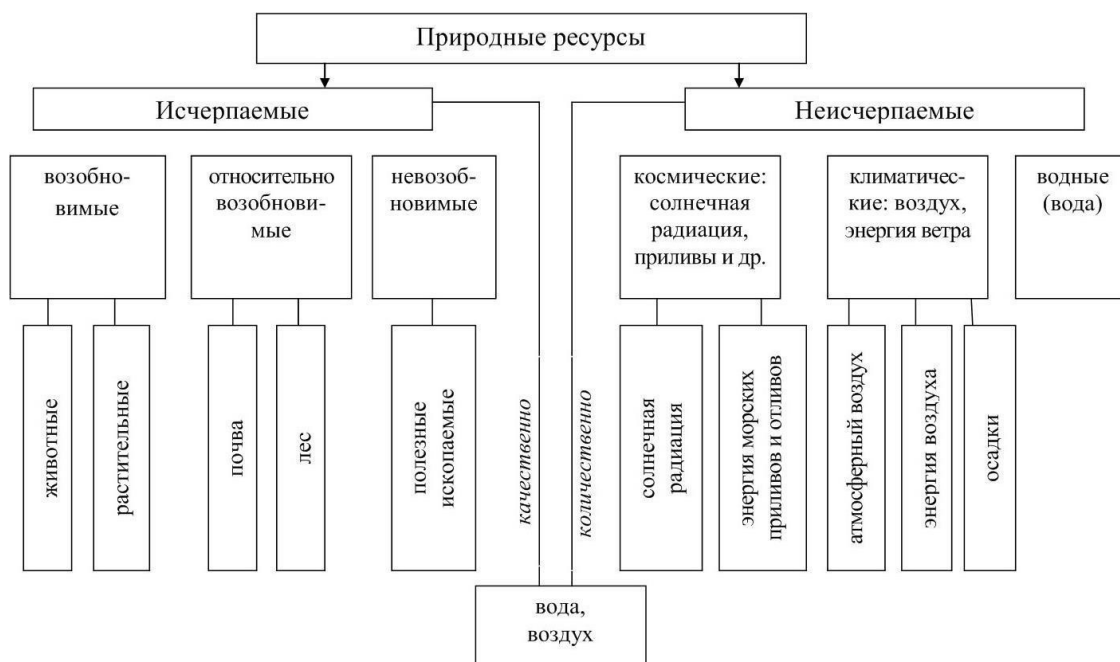 Природные ресурсы
Исчерпаемые
Неисчерпаемые
возобно-
вимые
относительно
возобнови-
мые
невозоб-
новимые
космические:
солнечная
радиация,
приливы и др.
климатичес-
кие: воздух,
энергия ветра
водные
(вода)
животные
растительные
почва
лес
полезные
ископаемые
качественно
количественно
солнечная
радиация
энергия морских
приливов и отливов
атмосферный воздух
энергия воздуха
осадки
вода,
воздух